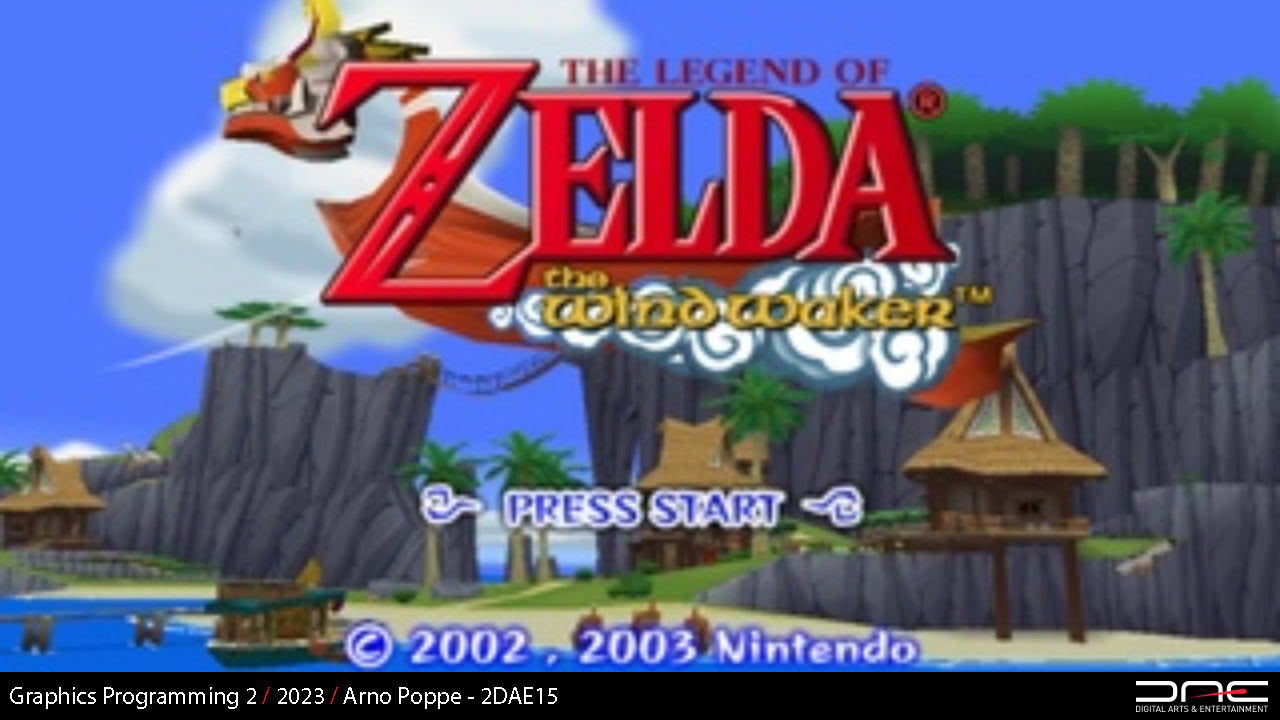 THE LEGEND OF
ZELDA®
the
wind waker™
PRESS START
© 2002 , 2003 Nintendo
Graphics Programming 2 / 2023 / Arno Poppe - 2DAE15
DAE
DIGITAL ARTS & ENTERTAINMENT